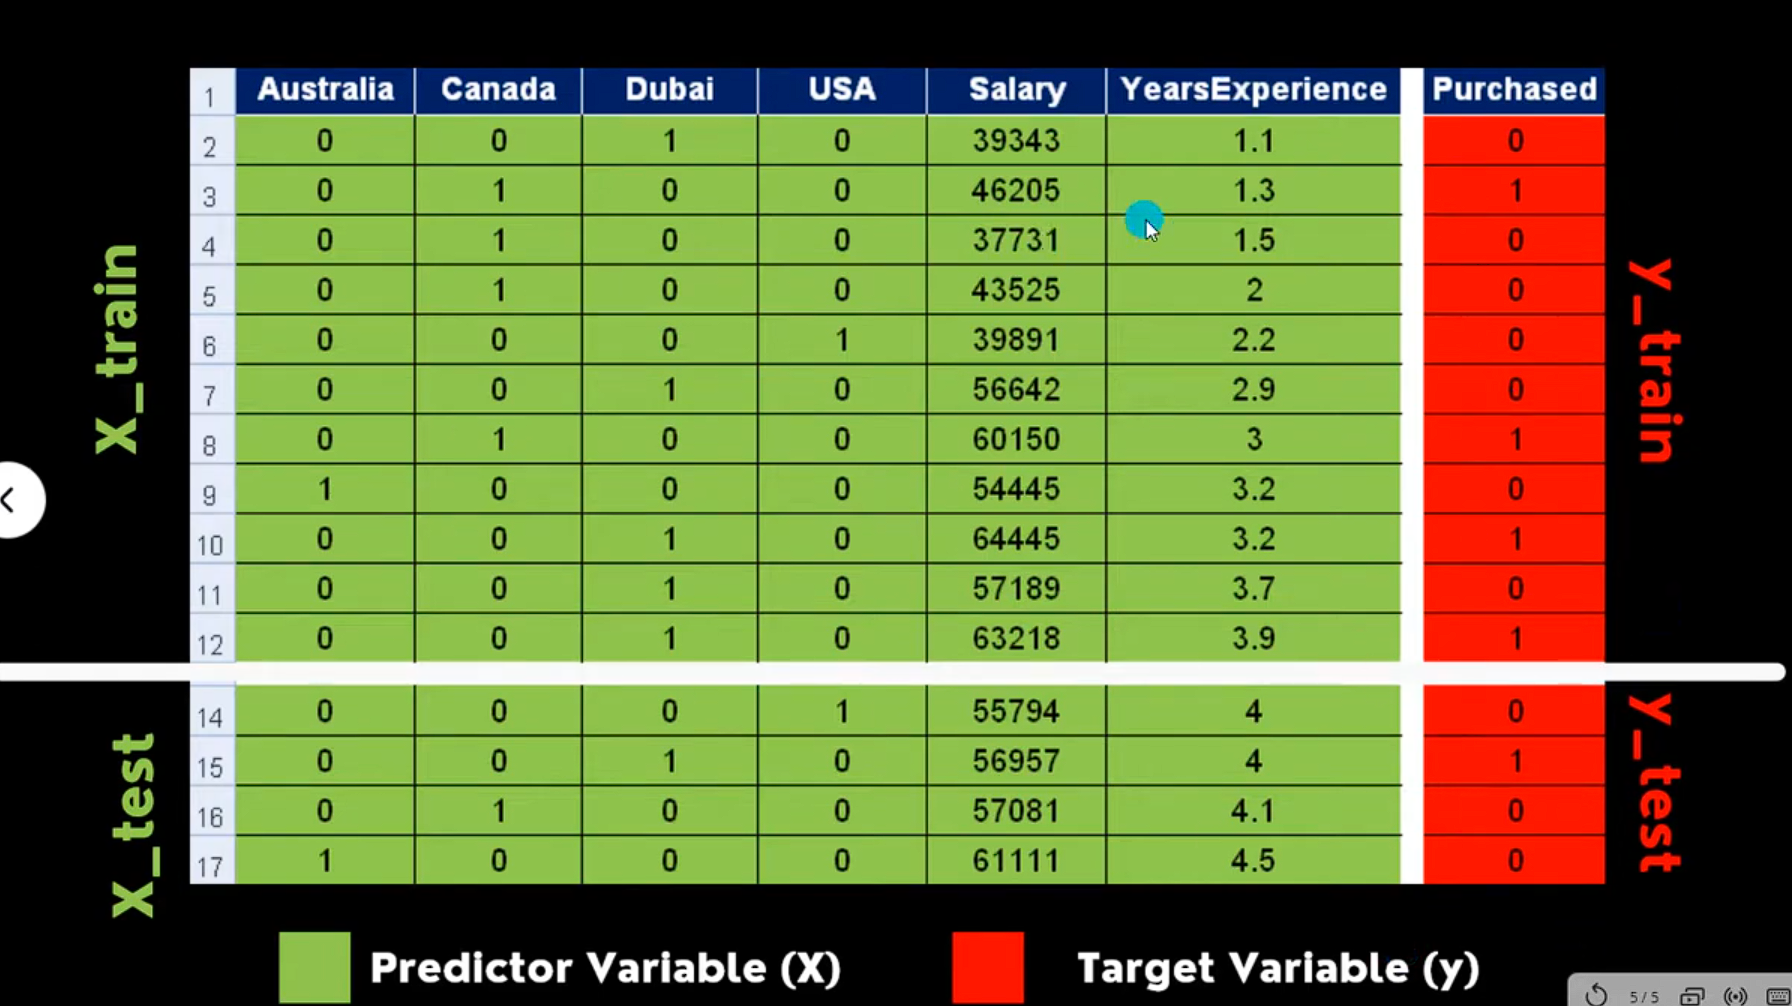 1 Australia Canada Dubai USA Salary YearsExperience Purchased
2 0 0 1 0 39343 1.1 0
3 0 1 0 0 46205 1.3 1
4 0 1 0 0 37731 1.5 0
5 0 1 0 0 43525 2 0
6 0 0 0 1 39891 2.2 0
7 0 0 1 0 56642 2.9 0
8 0 1 0 0 60150 3 1
9 1 0 0 0 54445 3.2 0
10 0 0 1 0 64445 3.2 1
11 0 0 1 0 57189 3.7 0
12 0 0 1 0 63218 3.9 1
X_train
y_train
14 0 0 0 1 55794 4 0
15 0 0 1 0 56957 4 1
16 0 1 0 0 57081 4.1 0
17 1 0 0 0 61111 4.5 0
X_test
y_test
Predictor Variable (X)
Target Variable (y)
5/5